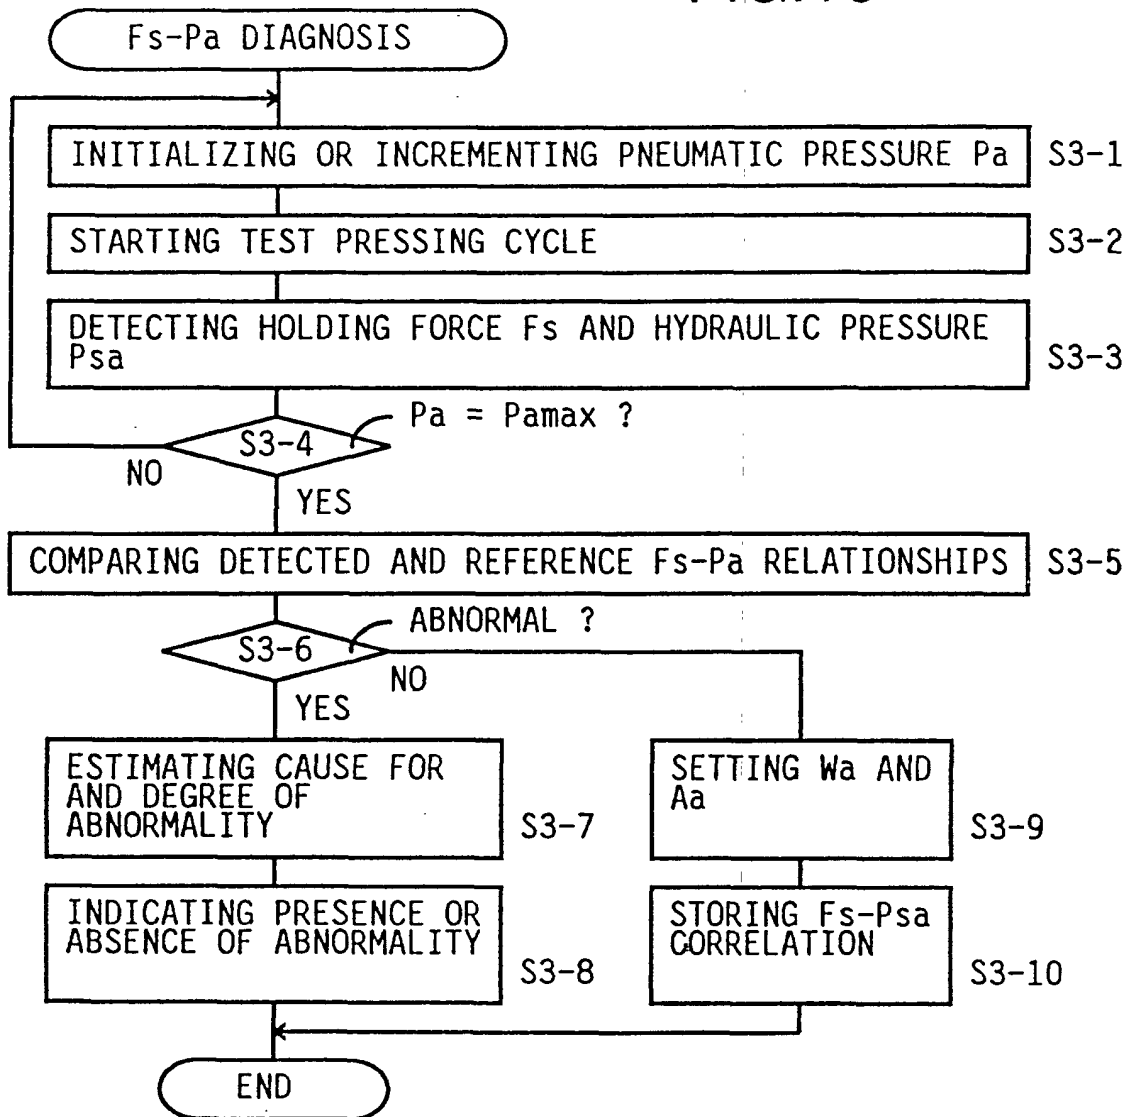 Fs-Pa DIAGNOSIS
INITIALIZING OR INCREMENTING PNEUMATIC PRESSURE Pa
S3-1
STARTING TEST PRESSING CYCLE
S3-2
DETECTING HOLDING FORCE Fs AND HYDRAULIC PRESSURE
Psa
S3-3
Pa = Pamax ?
S3-4
NO
YES
COMPARING DETECTED AND REFERENCE Fs-Pa RELATIONSHIPS
S3-5
ABNORMAL ?
S3-6
NO
YES
ESTIMATING CAUSE FOR
AND DEGREE OF
ABNORMALITY
S3-7
SETTING Wa AND
Aa
S3-9
INDICATING PRESENCE OR
ABSENCE OF ABNORMALITY
S3-8
STORING Fs-Psa
CORRELATION
S3-10
END